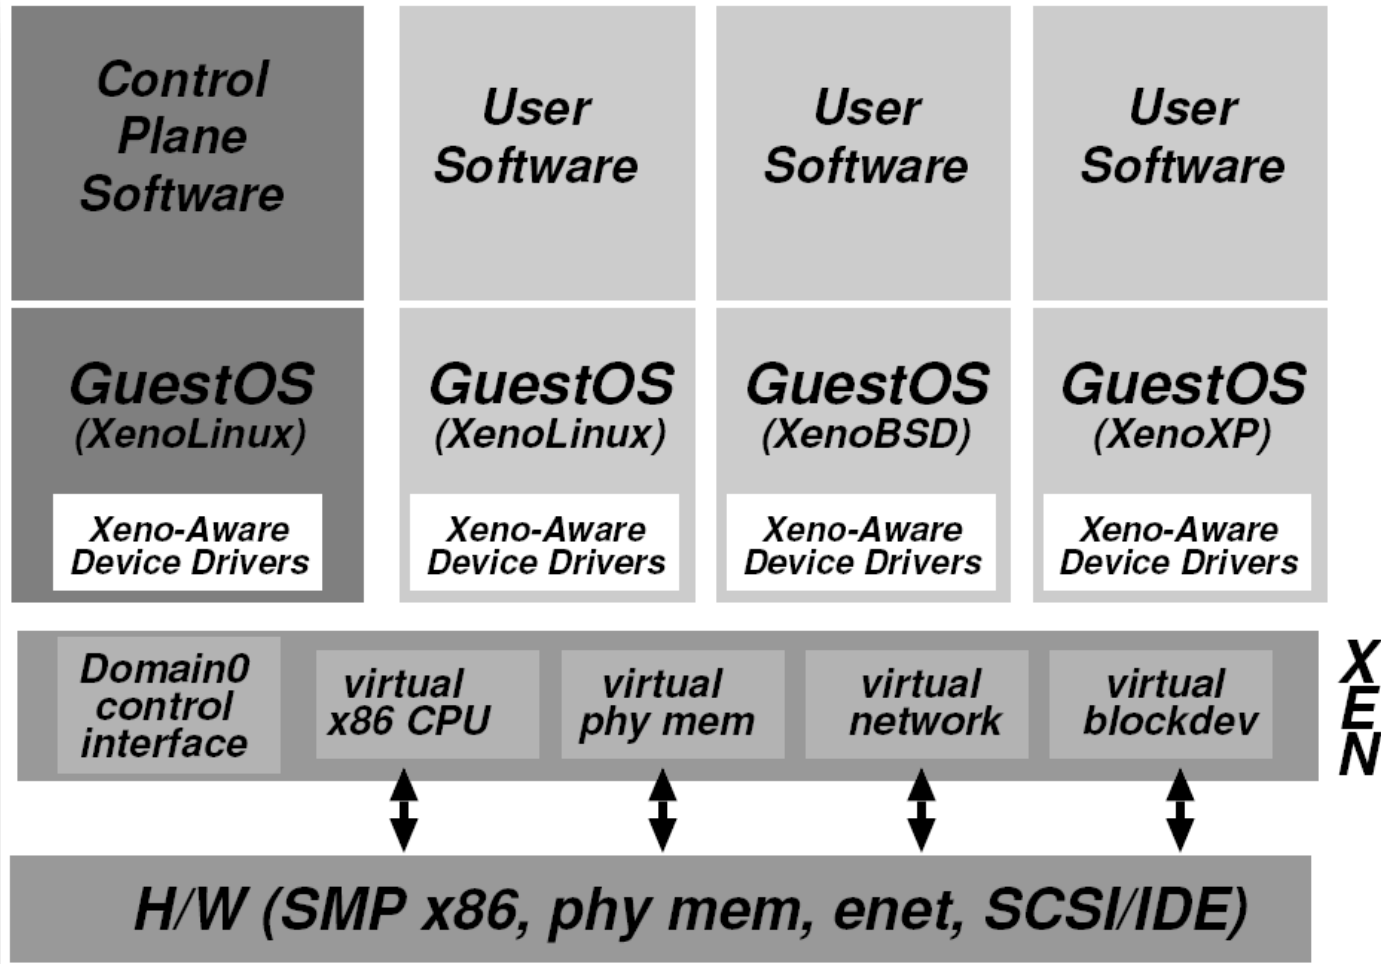 Control
Plane
Software
User
Software
User
Software
User
Software
GuestOS
(XenoLinux)
GuestOS
(XenoLinux)
GuestOS
(XenoBSD)
GuestOS
(XenoXP)
Xeno-Aware
Device Drivers
Xeno-Aware
Device Drivers
Xeno-Aware
Device Drivers
Xeno-Aware
Device Drivers
Domain0
control
interface
virtual
x86 CPU
virtual
phy mem
virtual
network
virtual
blockdev
X
E
N
H/W (SMP x86, phy mem, enet, SCSI/IDE)